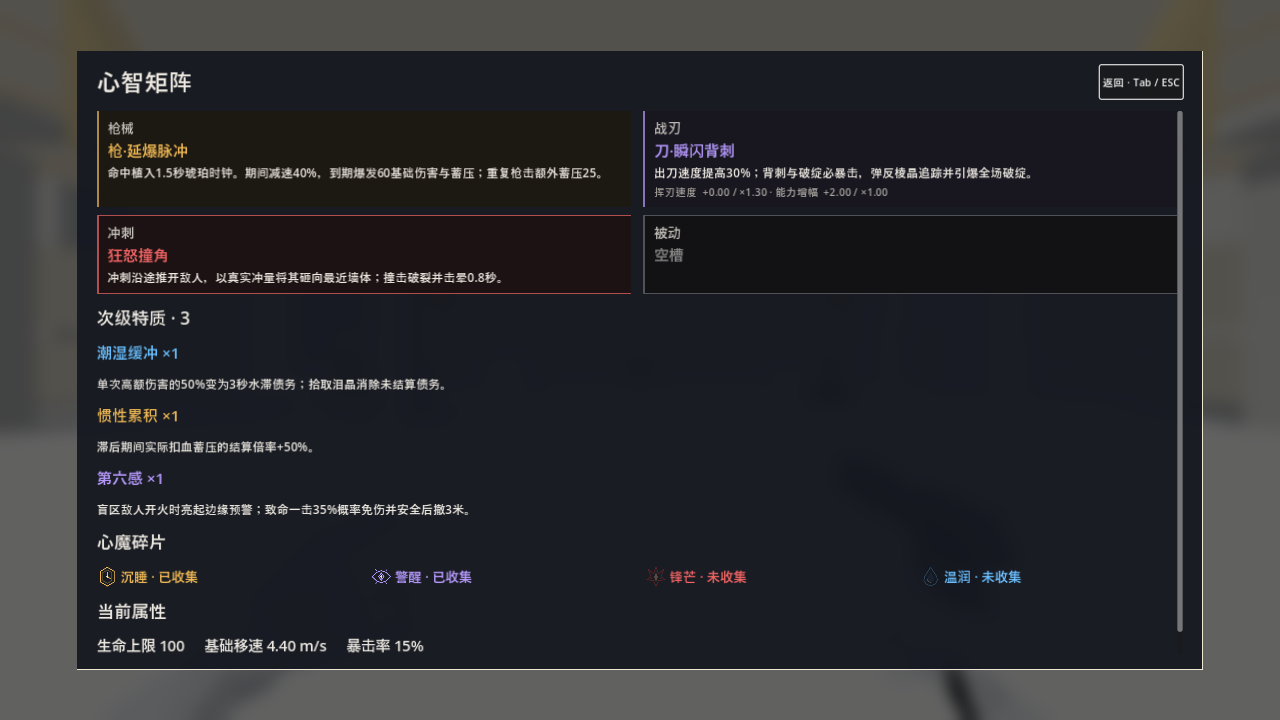 心智矩阵
返回 · Tab / ESC
枪械
枪·延爆脉冲
命中植入1.5秒琥珀时钟。期间减速40%，到期爆发60基础伤害与蓄压；重复枪击额外蓄压25。
战刃
刀·瞬闪背刺
出刀速度提高30%；背刺与破绽必暴击，弹反棱晶追踪并引爆全场破绽。
挥刃速度 +0.00 / ×1.30 · 能力增幅 +2.00 / ×1.00
冲刺
狂怒撞角
冲刺沿途推开敌人，以真实冲量将其砸向最近墙体；撞击破裂并击晕0.8秒。
被动
空槽
次级特质 · 3
潮湿缓冲 ×1
单次高额伤害的50%变为3秒水滞债务；拾取泪晶消除未结算债务。
惯性累积 ×1
滞后期间实际扣血蓄压的结算倍率+50%。
第六感 ×1
盲区敌人开火时亮起边缘预警；致命一击35%概率免伤并安全后撤3米。
心魔碎片
沉睡 · 已收集
警醒 · 已收集
锋芒 · 未收集
温润 · 未收集
当前属性
生命上限 100 基础移速 4.40 m/s 暴击率 15%